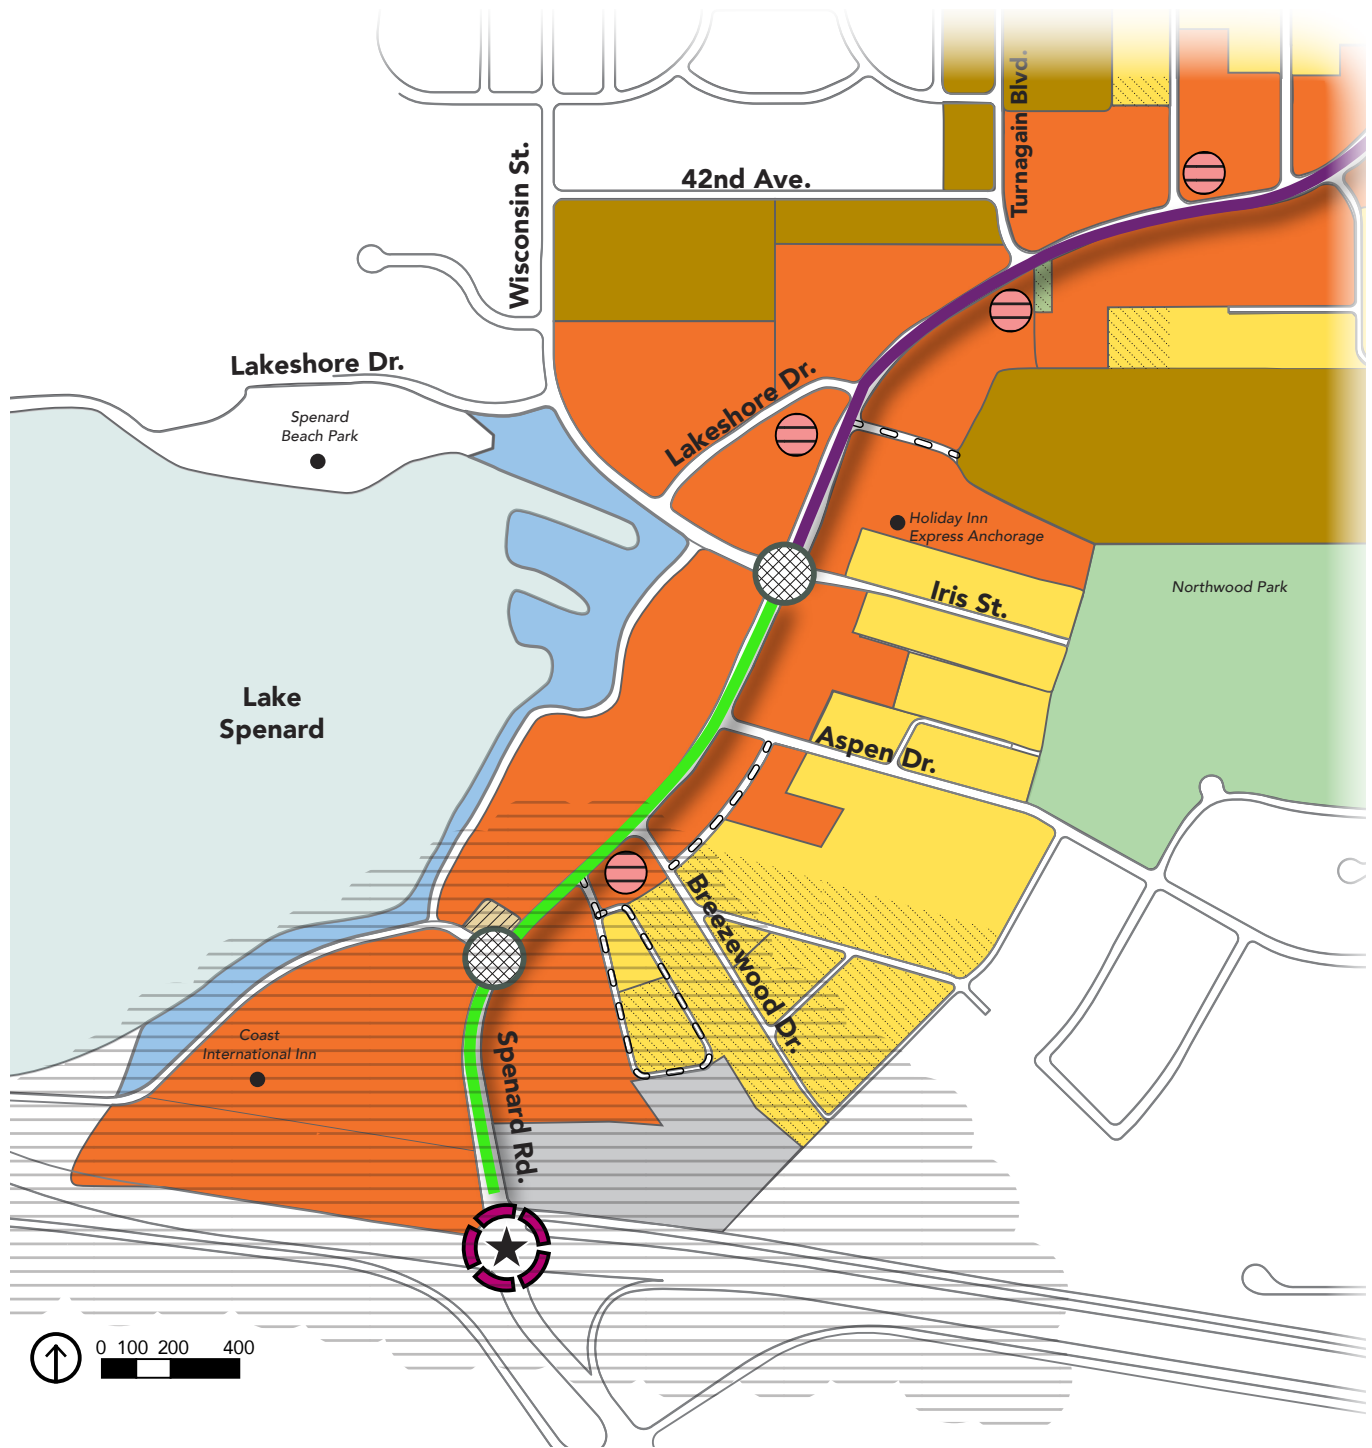 Turnagain Blvd.
Wisconsin St.
42nd Ave.
Lakeshore Dr.
Lakeshore Dr.
Spenard
Beach Park
Holiday Inn
Express Anchorage
Iris St.
Northwood Park
Lake
Spenard
Aspen Dr.
Breezewood Dr.
Coast
International Inn
Spenard Rd.
0 100 200 400